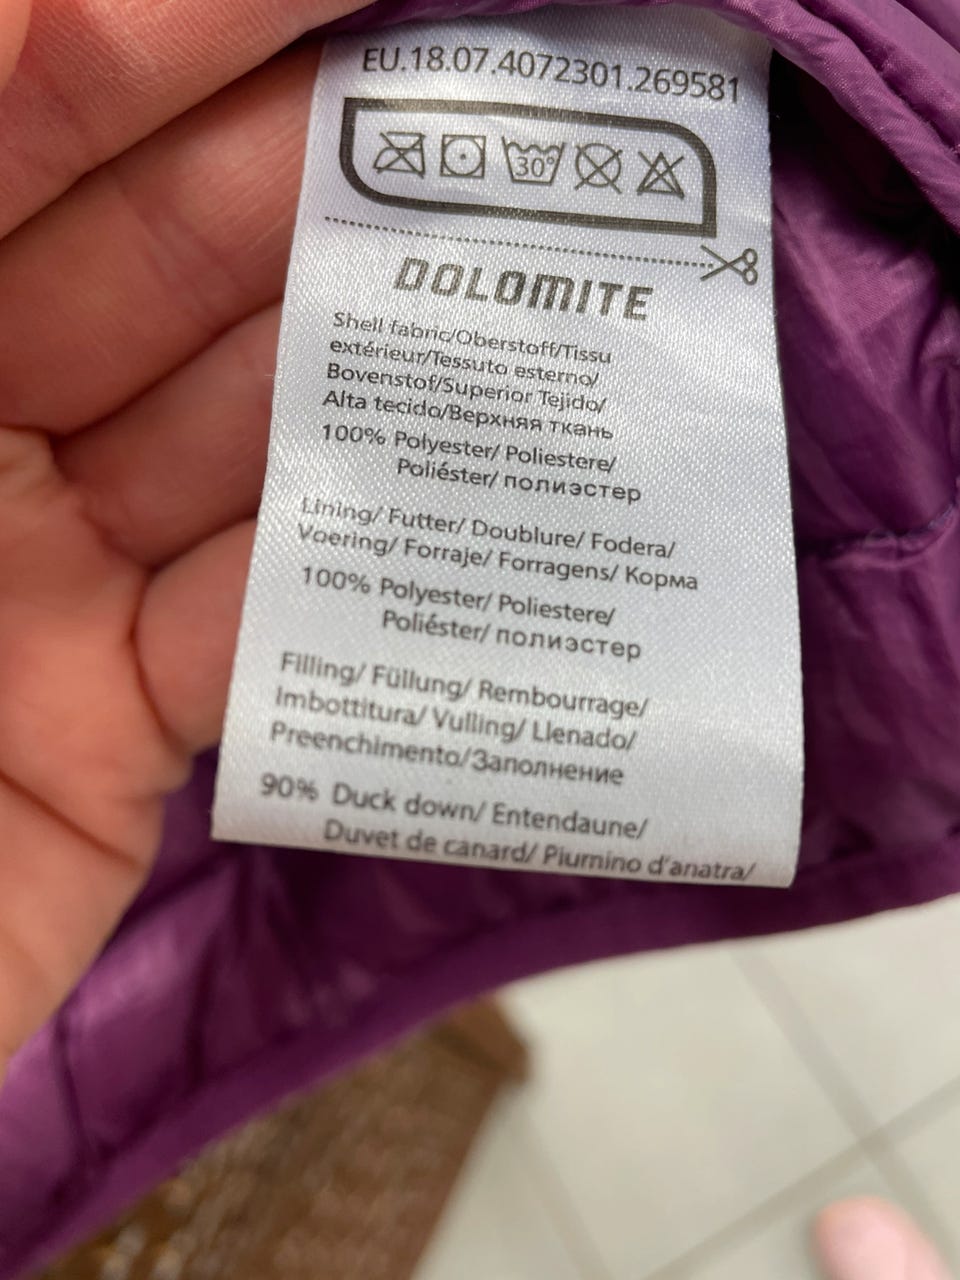 EU.18.07.4072301.269581
30°
DOLOMITE
Shell fabric/Oberstoff/Tissu
extérieur/Tessuto esterno/
Bovenstof/Superior Tejido/
Alta tecido/Верхняя ткань
100% Polyester/ Poliestere/
Poliéster/ полиэстер
Lining/ Futter/ Doublure/ Fodera/
Voering/ Forraje/ Forragens/ Корма
100% Polyester/ Poliestere/
Poliéster/ полиэстер
Filling/ Füllung/ Rembourrage/
Imbottitura/ Vulling/ Llenado/
Preenchimento/Заполнение
90% Duck down/ Entendaune/
Duvet de canard/ Piumino d'anatra/